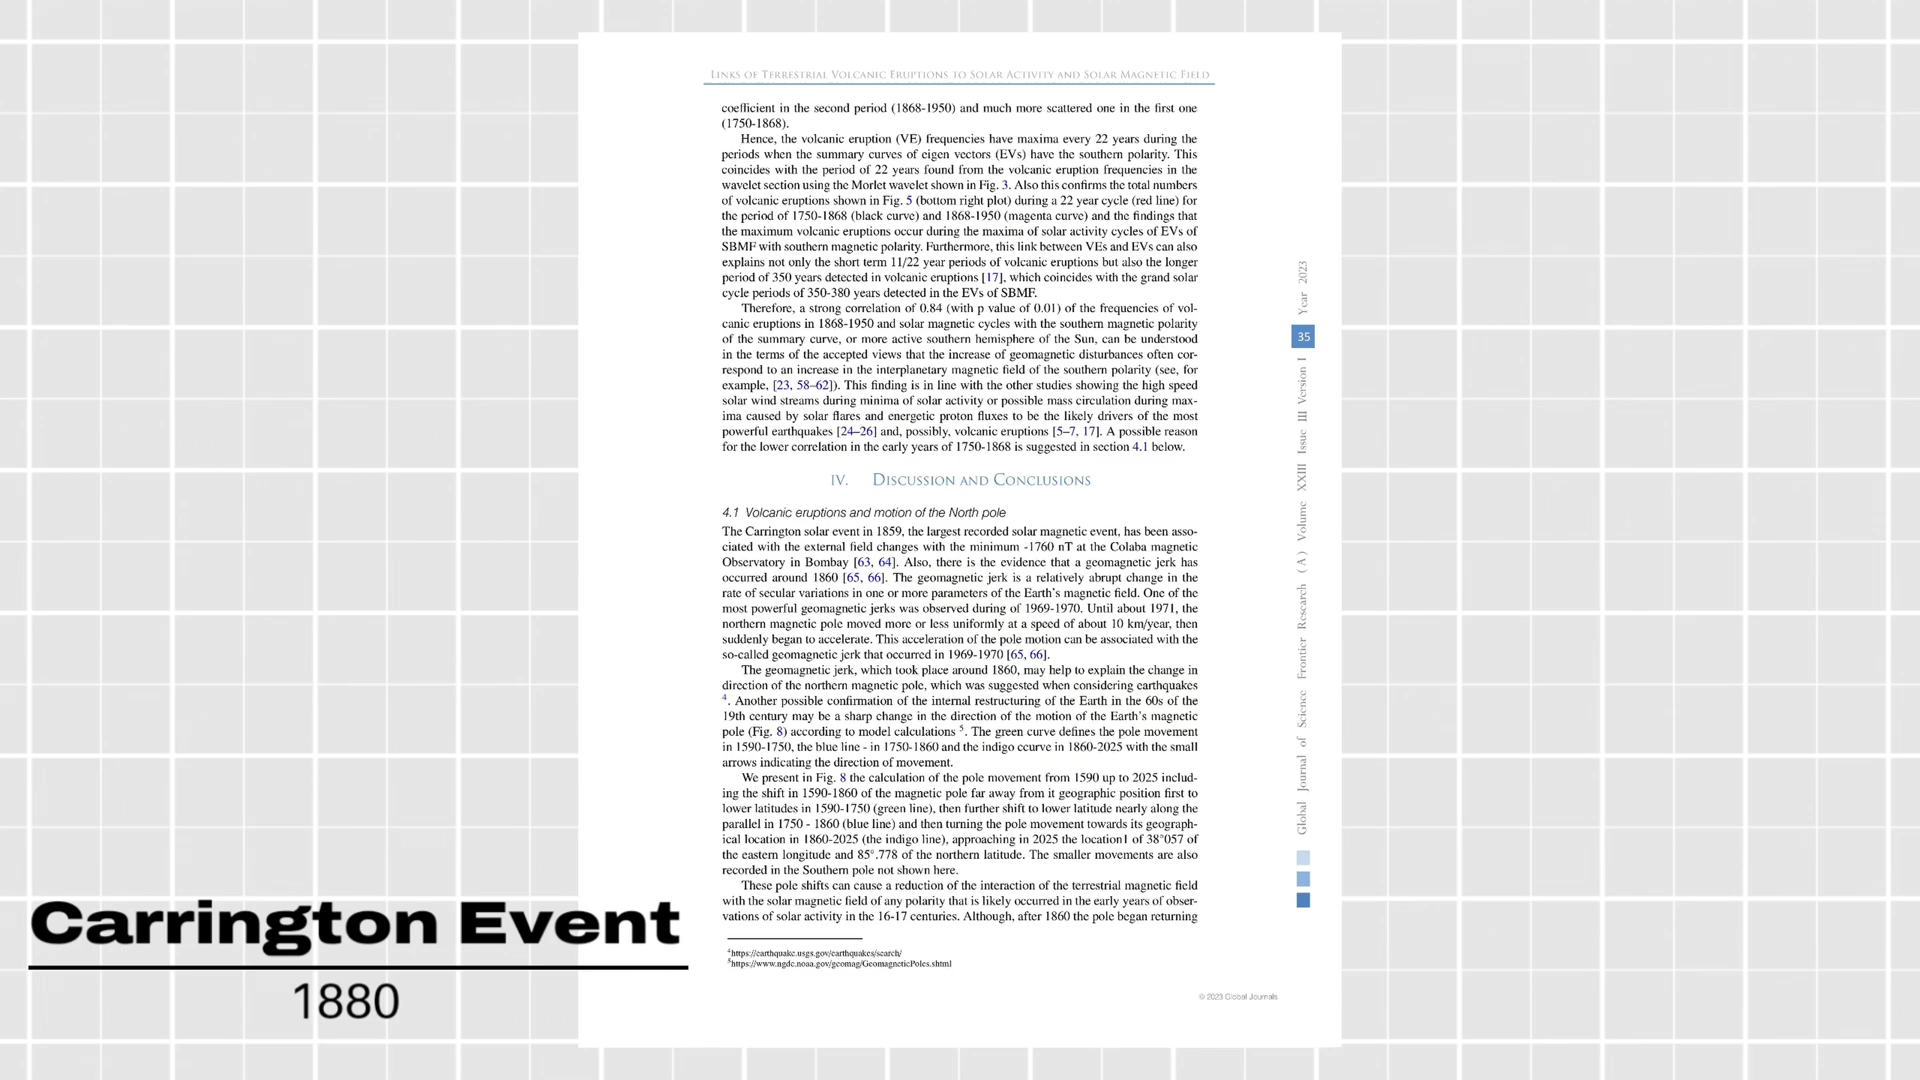 LINKS OF TERRESTRIAL VOLCANIC ERUPTIONS TO SOLAR ACTIVITY AND SOLAR MAGNETIC FIELD
coefficient in the second period (1868-1950) and much more scattered one in the first one
(1750-1868).
Hence, the volcanic eruption (VE) frequencies have maxima every 22 years during the
periods when the summary curves of eigen vectors (EVs) have the southern polarity. This
coincides with the period of 22 years found from the volcanic eruption frequencies in the
wavelet section using the Morlet wavelet shown in Fig. 3. Also this confirms the total numbers
of volcanic eruptions shown in Fig. 5 (bottom right plot) during a 22 year cycle (red line) for
the period of 1750-1868 (black curve) and 1868-1950 (magenta curve) and the findings that
the maximum volcanic eruptions occur during the maxima of solar activity cycles of EVs of
SBMF with southern magnetic polarity. Furthermore, this link between VEs and EVs can also
explains not only the short term 11/22 year periods of volcanic eruptions but also the longer
period of 350 years detected in volcanic eruptions [17], which coincides with the grand solar
cycle periods of 350-380 years detected in the EVs of SBMF.
Therefore, a strong correlation of 0.84 (with p value of 0.01) of the frequencies of vol-
canic eruptions in 1868-1950 and solar magnetic cycles with the southern magnetic polarity
of the summary curve, or more active southern hemisphere of the Sun, can be understood
in the terms of the accepted views that the increase of geomagnetic disturbances often cor-
respond to an increase in the interplanetary magnetic field of the southern polarity (see, for
example, [23, 58–62]). This finding is in line with the other studies showing the high speed
solar wind streams during minima of solar activity or possible mass circulation during max-
ima caused by solar flares and energetic proton fluxes to be the likely drivers of the most
powerful earthquakes [24–26] and, possibly, volcanic eruptions [5–7, 17]. A possible reason
for the lower correlation in the early years of 1750-1868 is suggested in section 4.1 below.
IV. DISCUSSION AND CONCLUSIONS
4.1 Volcanic eruptions and motion of the North pole
The Carrington solar event in 1859, the largest recorded solar magnetic event, has been asso-
ciated with the external field changes with the minimum -1760 nT at the Colaba magnetic
Observatory in Bombay [63, 64]. Also, there is the evidence that a geomagnetic jerk has
occurred around 1860 [65, 66]. The geomagnetic jerk is a relatively abrupt change in the
rate of secular variations in one or more parameters of the Earth's magnetic field. One of the
most powerful geomagnetic jerks was observed during of 1969-1970. Until about 1971, the
northern magnetic pole moved more or less uniformly at a speed of about 10 km/year, then
suddenly began to accelerate. This acceleration of the pole motion can be associated with the
so-called geomagnetic jerk that occurred in 1969-1970 [65, 66].
The geomagnetic jerk, which took place around 1860, may help to explain the change in
direction of the northern magnetic pole, which was suggested when considering earthquakes
4. Another possible confirmation of the internal restructuring of the Earth in the 60s of the
19th century may be a sharp change in the direction of the motion of the Earth's magnetic
pole (Fig. 8) according to model calculations 5. The green curve defines the pole movement
in 1590-1750, the blue line - in 1750-1860 and the indigo ccurve in 1860-2025 with the small
arrows indicating the direction of movement.
We present in Fig. 8 the calculation of the pole movement from 1590 up to 2025 includ-
ing the shift in 1590-1860 of the magnetic pole far away from it geographic position first to
lower latitudes in 1590-1750 (green line), then further shift to lower latitude nearly along the
parallel in 1750 - 1860 (blue line) and then turning the pole movement towards its geograph-
ical location in 1860-2025 (the indigo line), approaching in 2025 the location1 of 38°057 of
the eastern longitude and 85°.778 of the northern latitude. The smaller movements are also
recorded in the Southern pole not shown here.
These pole shifts can cause a reduction of the interaction of the terrestrial magnetic field
with the solar magnetic field of any polarity that is likely occurred in the early years of obser-
vations of solar activity in the 16-17 centuries. Although, after 1860 the pole began returning
4https://earthquake.usgs.gov/earthquakes/search/
5https://www.ngdc.noaa.gov/geomag/GeomagneticPoles.shtml
© 2023 Global Journals
Global Journal of Science Frontier Research (A) Volume XXIII Issue III Version I
35
Year 2023
Carrington Event
1880